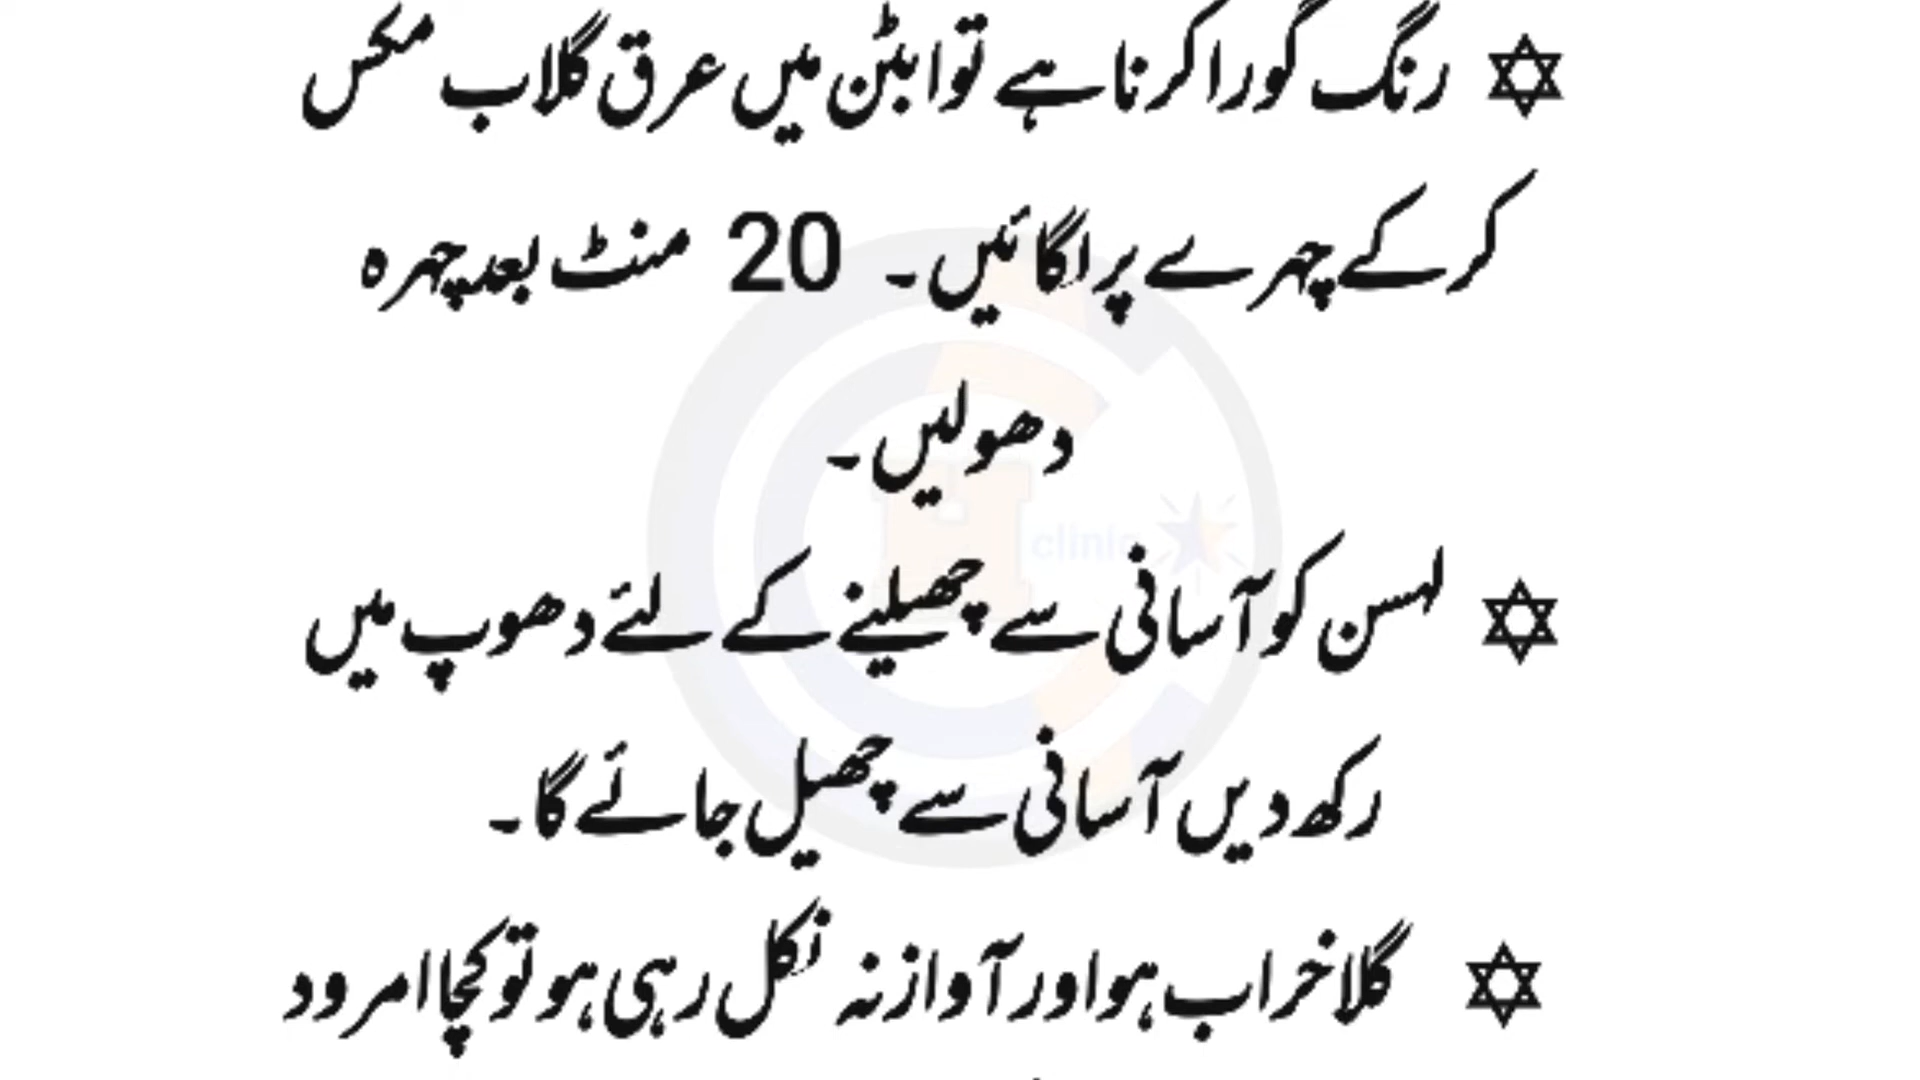 ✡ رنگ گورا کرنا ہے تو ابٹن میں عرق گلاب مکس
کرکے چہرے پر لگائیں۔ 20 منٹ بعد چہرہ
دھولیں۔
clinic
✡ لہسن کو آسانی سے چھیلنے کے لئے دھوپ میں
رکھ دیں آسانی سے چھیل جائے گا۔
✡ گلا خراب ہو اور آواز نہ نکل رہی ہو تو کچا امرود